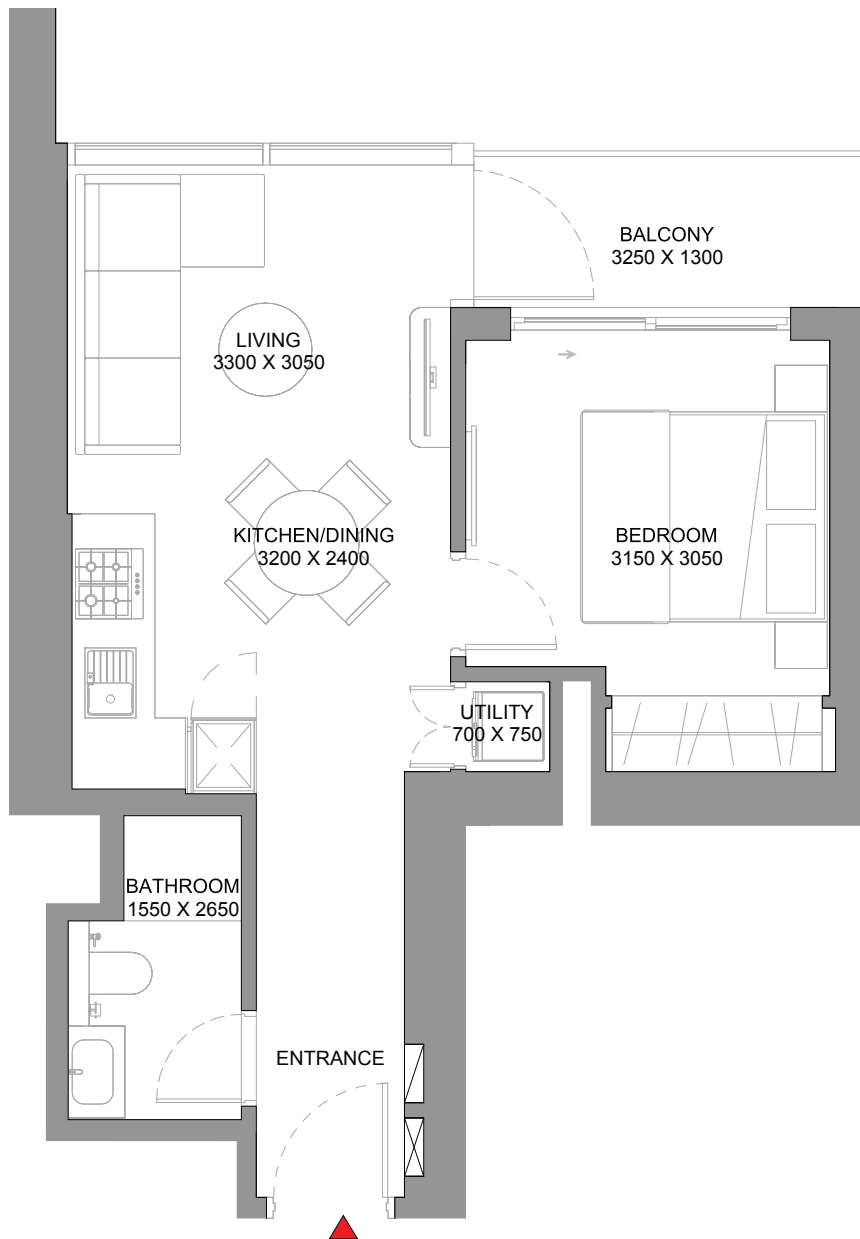 BALCONY
3250 X 1300
LIVING
3300 X 3050
KITCHEN/DINING
3200 X 2400
BEDROOM
3150 X 3050
UTILITY
700 X 750
BATHROOM
1550 X 2650
ENTRANCE